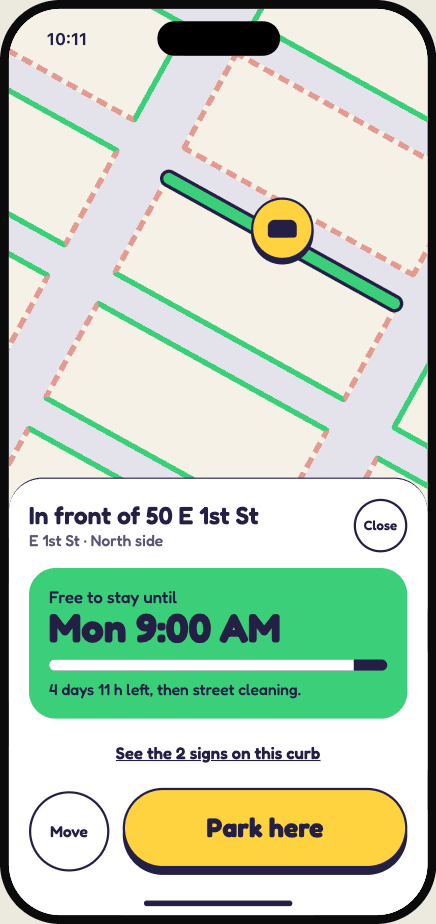 10:11
In front of 50 E 1st St
Close
E 1st St · North side
Free to stay until
Mon 9:00 AM
4 days 11 h left, then street cleaning.
See the 2 signs on this curb
Move
Park here